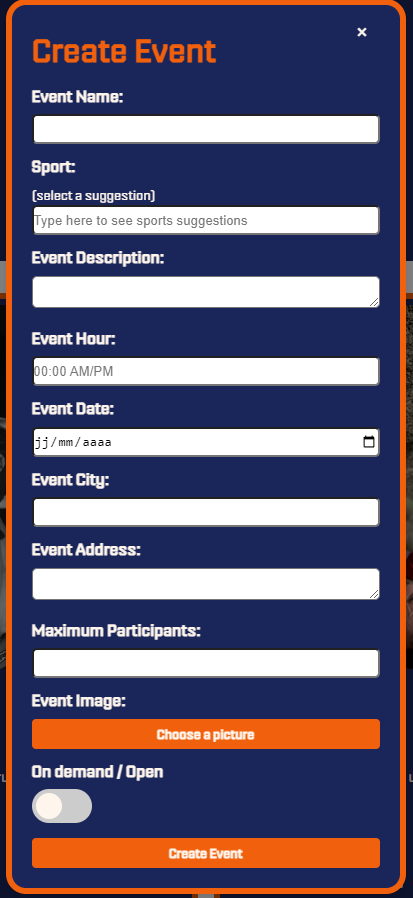 ×
Create Event
Event Name:
Sport:
(select a suggestion)
Type here to see sports suggestions
Event Description:
Event Hour:
00:00 AM/PM
Event Date:
jj/mm/aaaa
Event City:
Event Address:
Maximum Participants:
Event Image:
Choose a picture
On demand / Open
Create Event